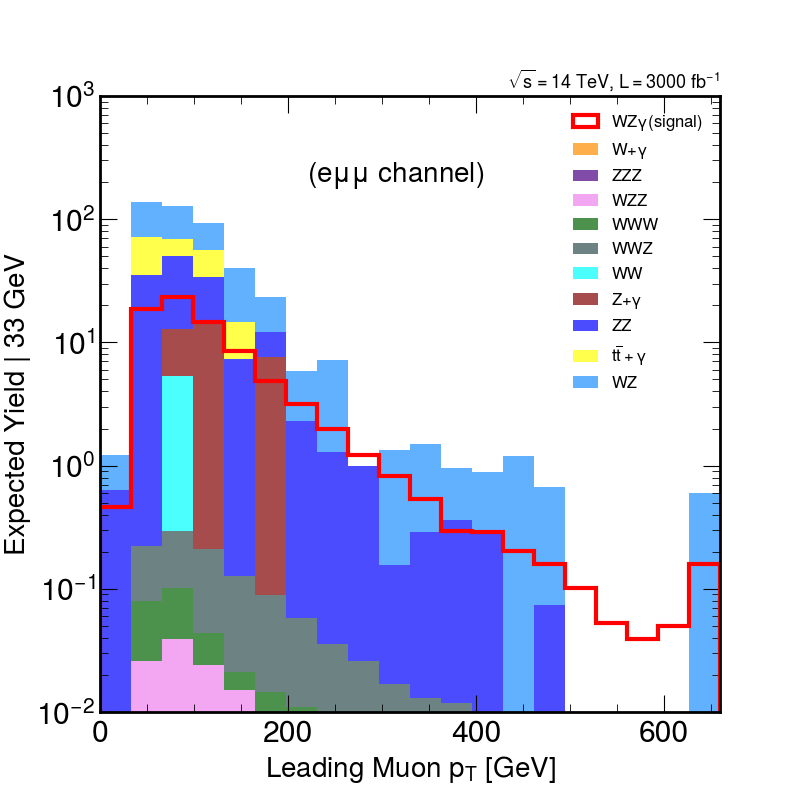 √s = 14 TeV, L = 3000 fb⁻¹
10³
10²
10¹
10⁰
10⁻¹
10⁻²
Expected Yield | 33 GeV
(eμμ channel)
WZγ(signal)
W+γ
ZZZ
WZZ
WWW
WWZ
WW
Z+γ
ZZ
tt̄+γ
WZ
0 200 400 600
Leading Muon p_T [GeV]